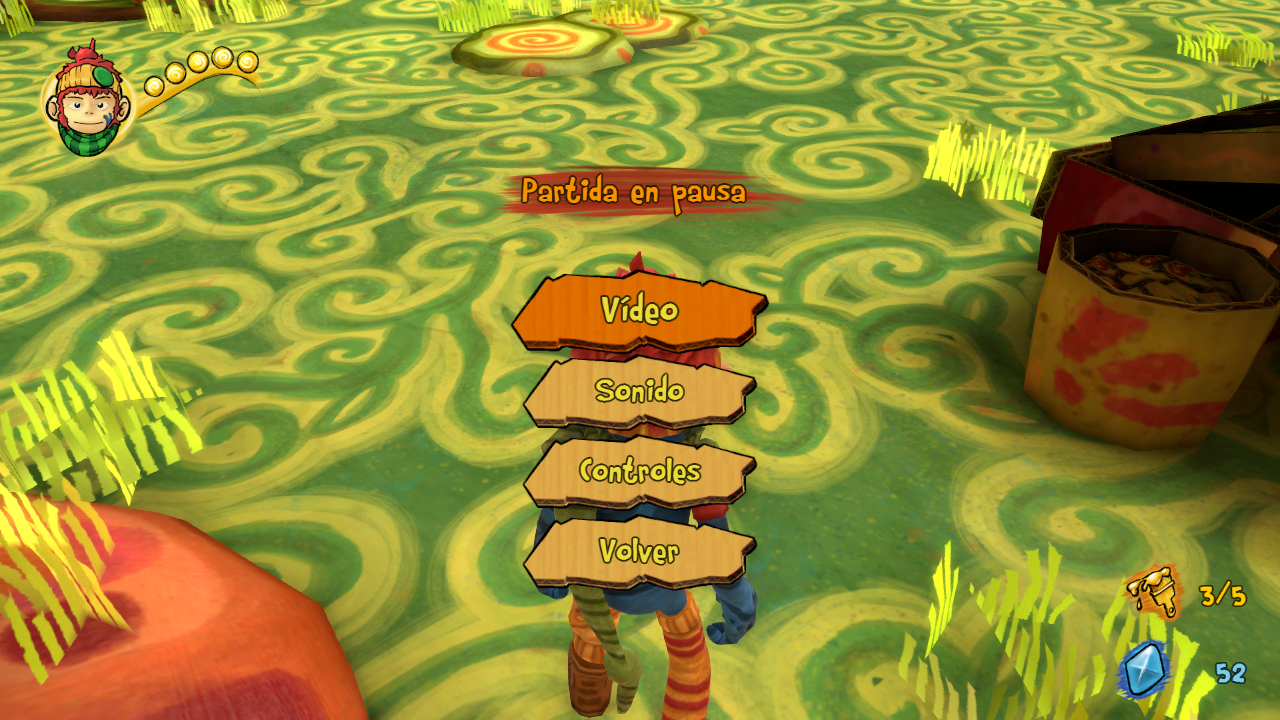 Partida en pausa
Vídeo
Sonido
Controles
Volver
3/5
52